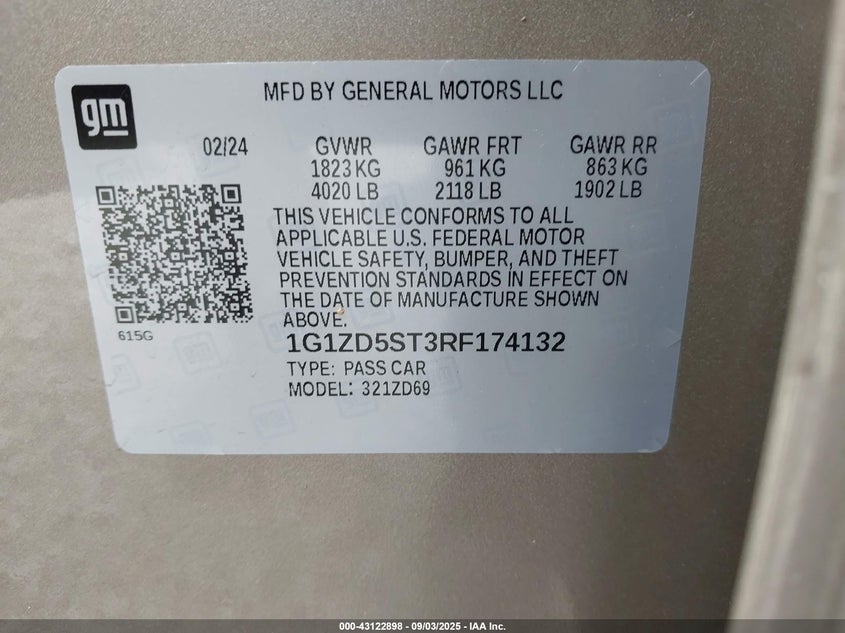 gm
MFD BY GENERAL MOTORS LLC
02/24 GVWR GAWR FRT GAWR RR
1823 KG 961 KG 863 KG
4020 LB 2118 LB 1902 LB
THIS VEHICLE CONFORMS TO ALL
APPLICABLE U.S. FEDERAL MOTOR
VEHICLE SAFETY, BUMPER, AND THEFT
PREVENTION STANDARDS IN EFFECT ON
THE DATE OF MANUFACTURE SHOWN
ABOVE.
615G
1G1ZD5ST3RF174132
TYPE: PASS CAR
MODEL: 321ZD69
000-43122898 - 09/03/2025 - IAA Inc.